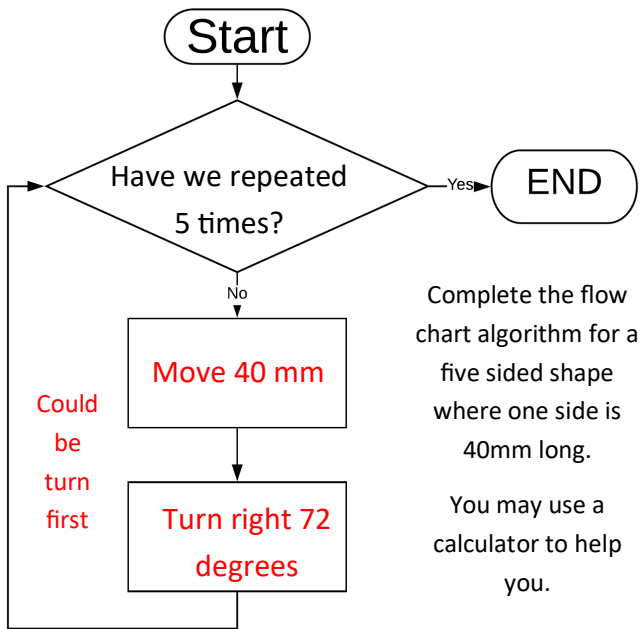 Start
Have we repeated
5 times?
Yes
END
No
Move 40 mm
Could
be
turn
first
Turn right 72
degrees
Complete the flow
chart algorithm for a
five sided shape
where one side is
40mm long.
You may use a
calculator to help
you.